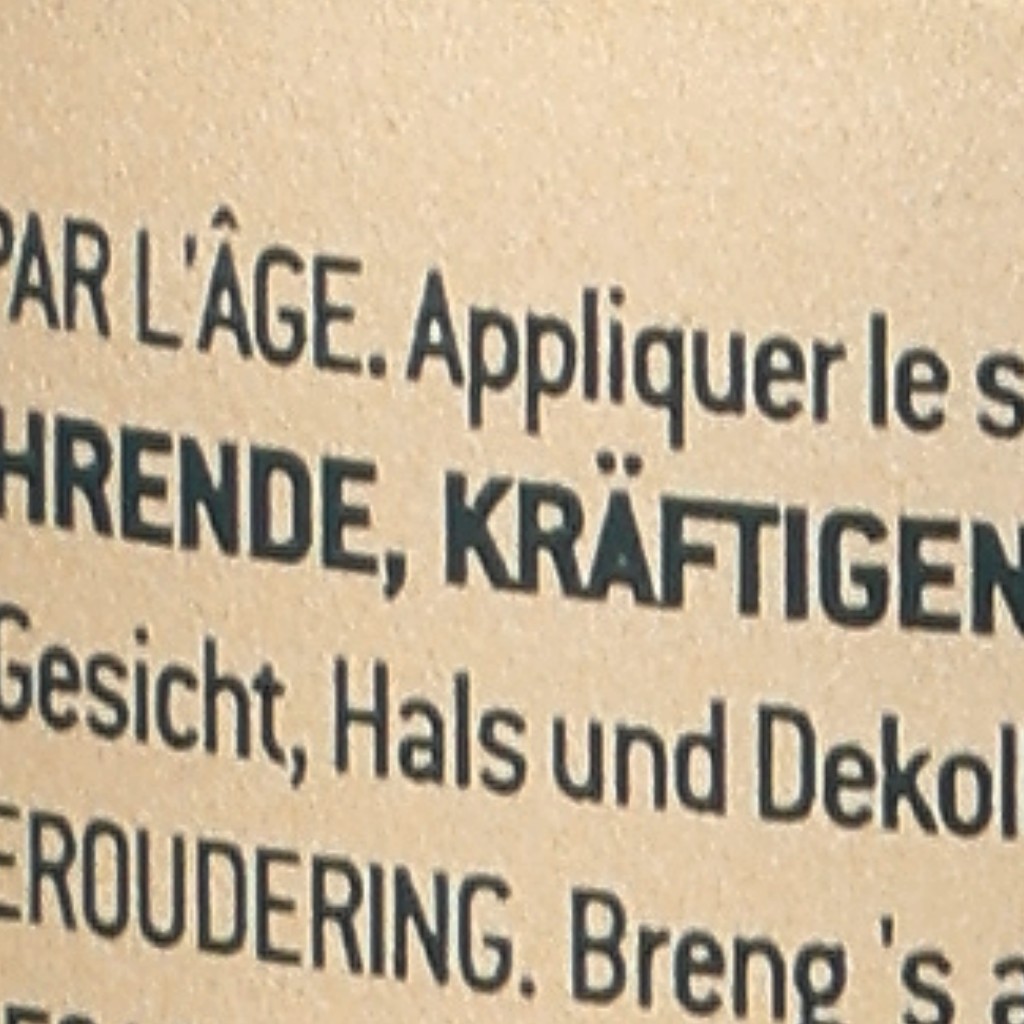 PAR L'ÂGE. Appliquer le s
HRENDE, KRÄFTIGEN
Gesicht, Hals und Dekol
EROUDERING. Breng 's a